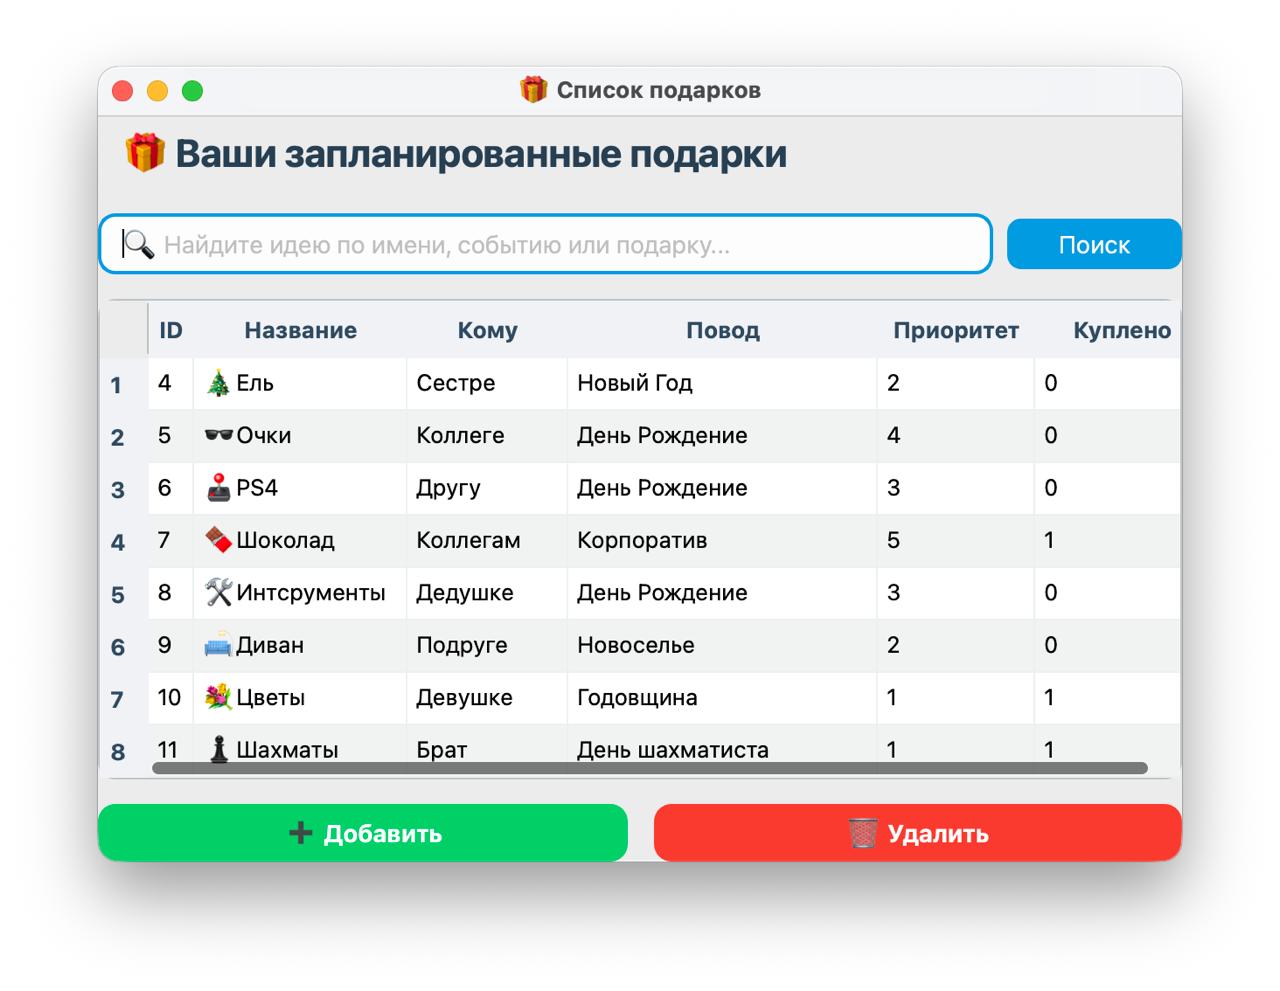 🎁 Список подарков
🎁 Ваши запланированные подарки
🔍 Найдите идею по имени, событию или подарку...
Поиск
ID Название Кому Повод Приоритет Куплено
1 4 🎄Ель Сестре Новый Год 2 0
2 5 🕶️Очки Коллеге День Рождение 4 0
3 6 🕹️PS4 Другу День Рождение 3 0
4 7 🍫Шоколад Коллегам Корпоратив 5 1
5 8 🛠️Интсрументы Дедушке День Рождение 3 0
6 9 🛋️Диван Подруге Новоселье 2 0
7 10 💐Цветы Девушке Годовщина 1 1
8 11 ♟️Шахматы Брат День шахматиста 1 1
➕ Добавить
🗑️ Удалить